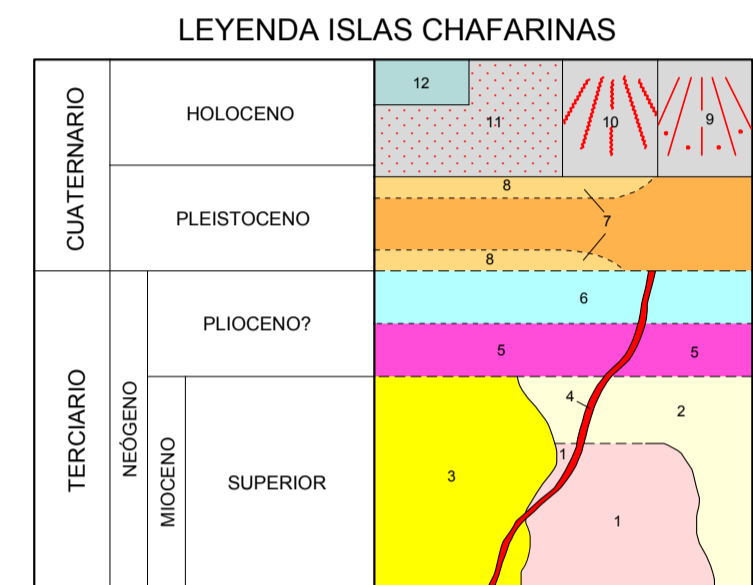 LEYENDA ISLAS CHAFARINAS
CUATERNARIO
HOLOCENO
12
11
10
9
PLEISTOCENO
8
7
8
TERCIARIO
NEÓGENO
PLIOCENO?
6
5
5
MIOCENO
SUPERIOR
4
2
1
3
1